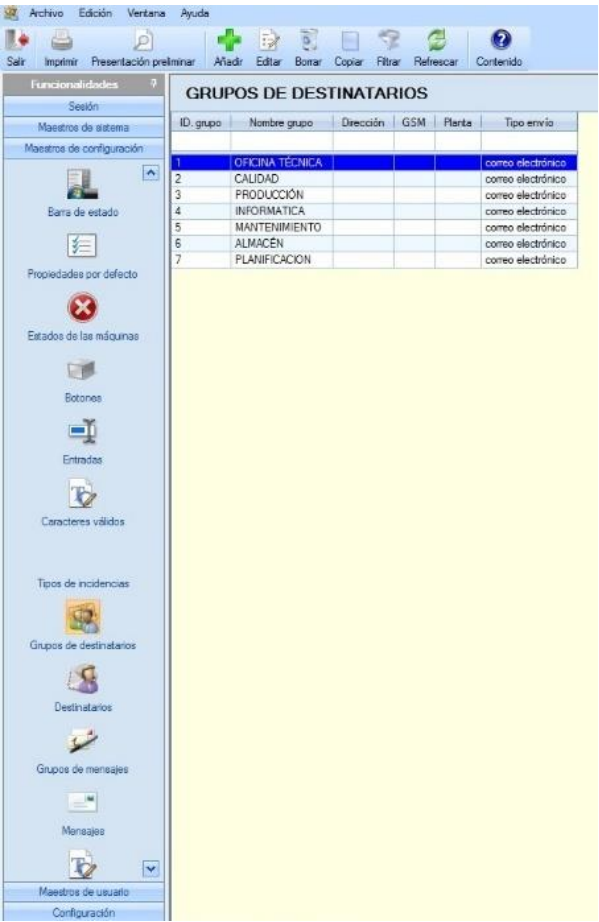 Archivo Edición Ventana Ayuda
Salir Imprimir Presentación preliminar Añadir Editar Borrar Copiar Filtrar Refrescar Contenido
Funcionalidades
Sesión
Maestros de sistema
Maestros de configuración
Barra de estado
Propiedades por defecto
Estados de las máquinas
Botones
Entradas
Caracteres válidos
Tipos de incidencias
Grupos de destinatarios
Destinatarios
Grupos de mensajes
Mensajes
Maestros de usuario
Configuración
GRUPOS DE DESTINATARIOS
ID. grupo Nombre grupo Dirección GSM Planta Tipo envío
1 OFICINA TÉCNICA correo electrónico
2 CALIDAD correo electrónico
3 PRODUCCIÓN correo electrónico
4 INFORMATICA correo electrónico
5 MANTENIMIENTO correo electrónico
6 ALMACÉN correo electrónico
7 PLANIFICACION correo electrónico